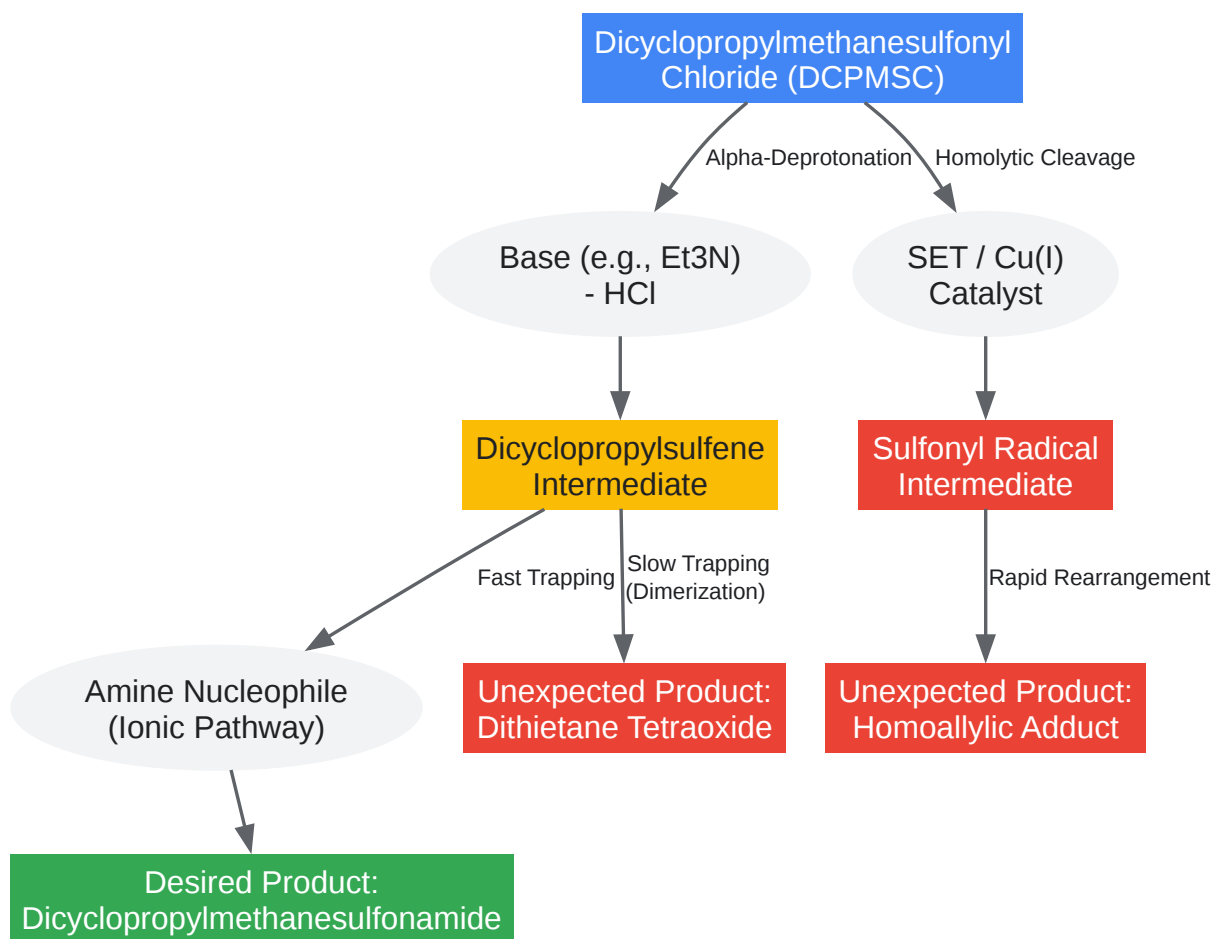 Dicyclopropylmethanesulfonyl
Chloride (DCPMSC)
Alpha-Deprotonation
Homolytic Cleavage
Base (e.g., Et3N)
- HCl
SET / Cu(I)
Catalyst
Dicyclopropylsulfene
Intermediate
Sulfonyl Radical
Intermediate
Fast Trapping
Slow Trapping
(Dimerization)
Rapid Rearrangement
Amine Nucleophile
(Ionic Pathway)
Unexpected Product:
Dithietane Tetraoxide
Unexpected Product:
Homoallylic Adduct
Desired Product:
Dicyclopropylmethanesulfonamide